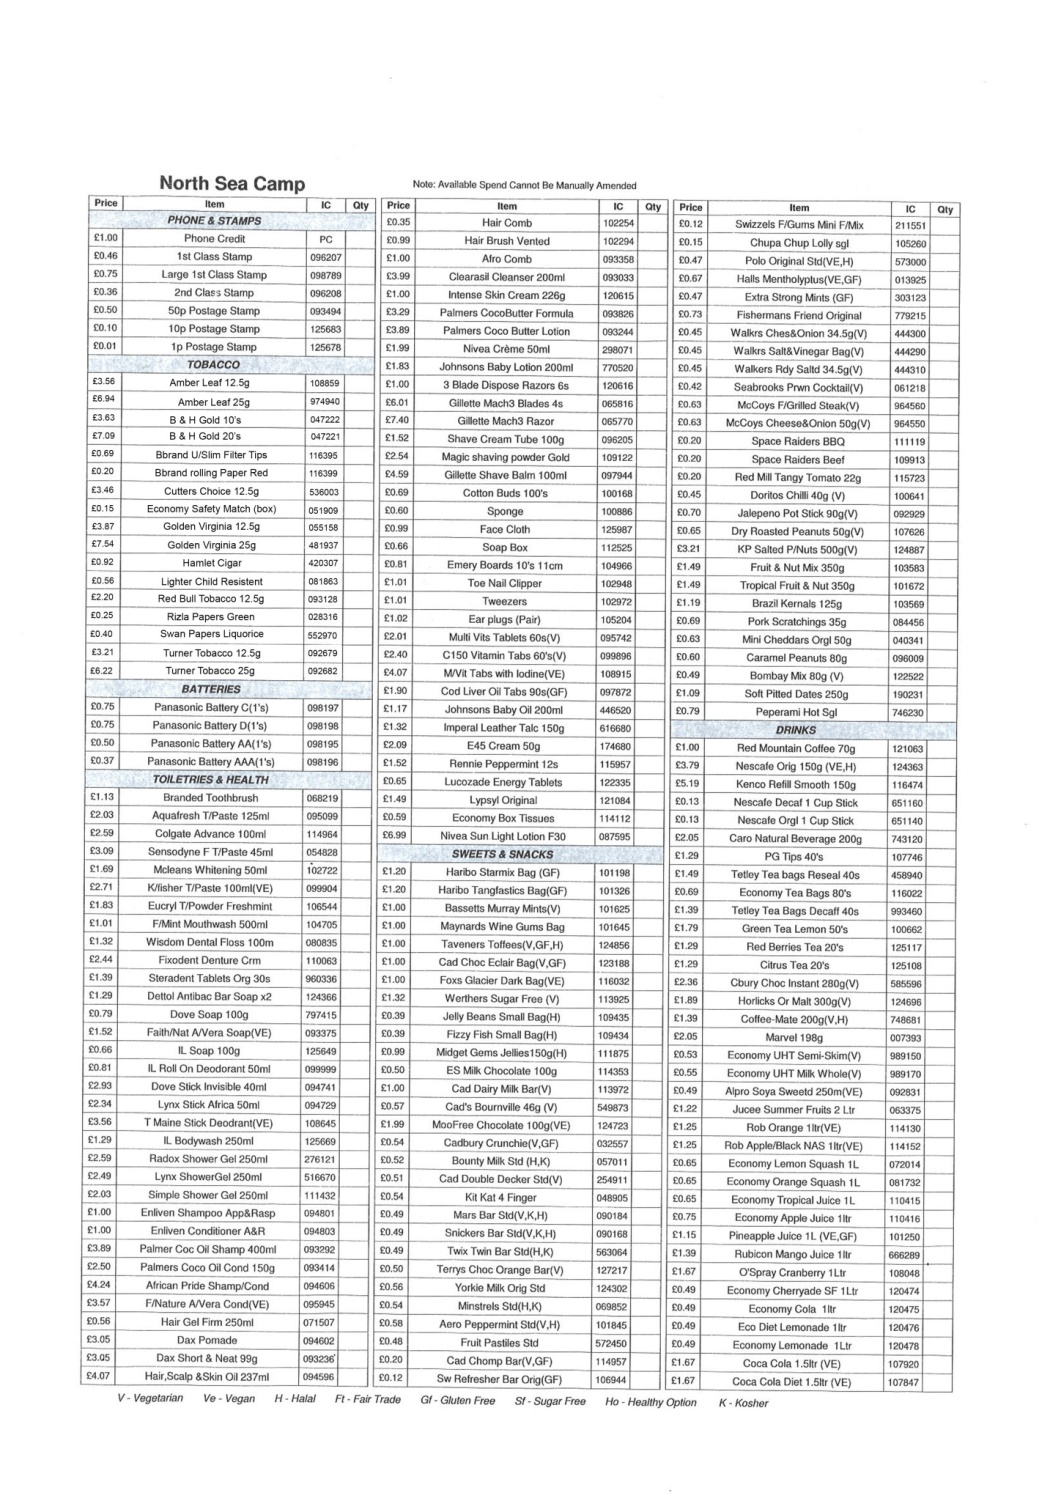 North Sea Camp
Note: Available Spend Cannot Be Manually Amended
Price Item IC Qty
PHONE & STAMPS
£1.00 Phone Credit PC
£0.46 1st Class Stamp 096207
£0.75 Large 1st Class Stamp 098789
£0.36 2nd Class Stamp 096208
£0.50 50p Postage Stamp 093494
£0.10 10p Postage Stamp 125683
£0.01 1p Postage Stamp 125678
TOBACCO
£3.56 Amber Leaf 12.5g 108859
£6.94 Amber Leaf 25g 974940
£3.63 B & H Gold 10's 047222
£7.09 B & H Gold 20's 047221
£0.69 Bbrand U/Slim Filter Tips 116395
£0.20 Bbrand rolling Paper Red 116399
£3.46 Cutters Choice 12.5g 536003
£0.15 Economy Safety Match (box) 051909
£3.87 Golden Virginia 12.5g 055158
£7.54 Golden Virginia 25g 481937
£0.92 Hamlet Cigar 420307
£0.56 Lighter Child Resistent 081863
£2.20 Red Bull Tobacco 12.5g 093128
£0.25 Rizla Papers Green 028316
£0.40 Swan Papers Liquorice 552970
£3.21 Turner Tobacco 12.5g 092679
£6.22 Turner Tobacco 25g 092682
BATTERIES
£0.75 Panasonic Battery C(1's) 098197
£0.75 Panasonic Battery D(1's) 098198
£0.50 Panasonic Battery AA(1's) 098195
£0.37 Panasonic Battery AAA(1's) 098196
TOILETRIES & HEALTH
£1.13 Branded Toothbrush 068219
£2.03 Aquafresh T/Paste 125ml 095099
£2.59 Colgate Advance 100ml 114964
£3.09 Sensodyne F T/Paste 45ml 054828
£1.69 Mcleans Whitening 50ml 102722
£2.71 K/fisher T/Paste 100ml(VE) 099904
£1.83 Eucryl T/Powder Freshmint 106544
£1.01 F/Mint Mouthwash 500ml 104705
£1.32 Wisdom Dental Floss 100m 080835
£2.44 Fixodent Denture Crm 110063
£1.39 Steradent Tablets Org 30s 960336
£1.29 Dettol Antibac Bar Soap x2 124366
£0.79 Dove Soap 100g 797415
£1.52 Faith/Nat A/Vera Soap(VE) 093375
£0.66 IL Soap 100g 125649
£0.81 IL Roll On Deodorant 50ml 099999
£2.93 Dove Stick Invisible 40ml 094741
£2.34 Lynx Stick Africa 50ml 094729
£3.56 T Maine Stick Deodrant(VE) 108645
£1.29 IL Bodywash 250ml 125669
£2.59 Radox Shower Gel 250ml 276121
£2.49 Lynx ShowerGel 250ml 516670
£2.03 Simple Shower Gel 250ml 111432
£1.00 Enliven Shampoo App&Rasp 094801
£1.00 Enliven Conditioner A&R 094803
£3.89 Palmer Coc Oil Shamp 400ml 093292
£2.50 Palmers Coco Oil Cond 150g 093414
£4.24 African Pride Shamp/Cond 094606
£3.57 F/Nature A/Vera Cond(VE) 095945
£0.56 Hair Gel Firm 250ml 071507
£3.05 Dax Pomade 094602
£3.05 Dax Short & Neat 99g 093236
£4.07 Hair,Scalp &Skin Oil 237ml 094596
Price Item IC Qty
£0.35 Hair Comb 102254
£0.99 Hair Brush Vented 102294
£1.00 Afro Comb 093358
£3.99 Clearasil Cleanser 200ml 093033
£1.00 Intense Skin Cream 226g 120615
£3.29 Palmers CocoButter Formula 093826
£3.89 Palmers Coco Butter Lotion 093244
£1.99 Nivea Crème 50ml 298071
£1.83 Johnsons Baby Lotion 200ml 770520
£1.00 3 Blade Dispose Razors 6s 120616
£6.01 Gillette Mach3 Blades 4s 065816
£7.40 Gillette Mach3 Razor 065770
£1.52 Shave Cream Tube 100g 096205
£2.54 Magic shaving powder Gold 109122
£4.59 Gillette Shave Balm 100ml 097944
£0.69 Cotton Buds 100's 100168
£0.60 Sponge 100886
£0.99 Face Cloth 125987
£0.66 Soap Box 112525
£0.81 Emery Boards 10's 11cm 104966
£1.01 Toe Nail Clipper 102948
£1.01 Tweezers 102972
£1.02 Ear plugs (Pair) 105204
£2.01 Multi Vits Tablets 60s(V) 095742
£2.40 C150 Vitamin Tabs 60's(V) 099896
£4.07 M/Vit Tabs with Iodine(VE) 108915
£1.90 Cod Liver Oil Tabs 90s(GF) 097872
£1.17 Johnsons Baby Oil 200ml 446520
£1.32 Imperal Leather Talc 150g 616680
£2.09 E45 Cream 50g 174680
£1.52 Rennie Peppermint 12s 115957
£0.65 Lucozade Energy Tablets 122335
£1.49 Lypsyl Original 121084
£0.59 Economy Box Tissues 114112
£6.99 Nivea Sun Light Lotion F30 087595
SWEETS & SNACKS
£1.20 Haribo Starmix Bag (GF) 101198
£1.20 Haribo Tangfastics Bag(GF) 101326
£1.00 Bassetts Murray Mints(V) 101625
£1.00 Maynards Wine Gums Bag 101645
£1.00 Taveners Toffees(V,GF,H) 124856
£1.00 Cad Choc Eclair Bag(V,GF) 123188
£1.00 Foxs Glacier Dark Bag(VE) 116032
£1.32 Werthers Sugar Free (V) 113925
£0.39 Jelly Beans Small Bag(H) 109435
£0.39 Fizzy Fish Small Bag(H) 109434
£0.99 Midget Gems Jellies150g(H) 111875
£0.50 ES Milk Chocolate 100g 114353
£1.00 Cad Dairy Milk Bar(V) 113972
£0.57 Cad's Bournville 46g (V) 549873
£1.99 MooFree Chocolate 100g(VE) 124723
£0.54 Cadbury Crunchie(V,GF) 032557
£0.52 Bounty Milk Std (H,K) 057011
£0.51 Cad Double Decker Std(V) 254911
£0.54 Kit Kat 4 Finger 048905
£0.49 Mars Bar Std(V,K,H) 090184
£0.49 Snickers Bar Std(V,K,H) 090168
£0.49 Twix Twin Bar Std(H,K) 563064
£0.50 Terrys Choc Orange Bar(V) 127217
£0.56 Yorkie Milk Orig Std 124302
£0.54 Minstrels Std(H,K) 069852
£0.58 Aero Peppermint Std(V,H) 101845
£0.48 Fruit Pastiles Std 572450
£0.20 Cad Chomp Bar(V,GF) 114957
£0.12 Sw Refresher Bar Orig(GF) 106944
Price Item IC Qty
£0.12 Swizzels F/Gums Mini F/Mix 211551
£0.15 Chupa Chup Lolly sgl 105260
£0.47 Polo Original Std(VE,H) 573000
£0.67 Halls Mentholyptus(VE,GF) 013925
£0.47 Extra Strong Mints (GF) 303123
£0.73 Fishermans Friend Original 779215
£0.45 Walkrs Ches&Onion 34.5g(V) 444300
£0.45 Walkrs Salt&Vinegar Bag(V) 444290
£0.45 Walkers Rdy Saltd 34.5g(V) 444310
£0.42 Seabrooks Prwn Cocktail(V) 061218
£0.63 McCoys F/Grilled Steak(V) 964560
£0.63 McCoys Cheese&Onion 50g(V) 964550
£0.20 Space Raiders BBQ 111119
£0.20 Space Raiders Beef 109913
£0.20 Red Mill Tangy Tomato 22g 115723
£0.45 Doritos Chilli 40g (V) 100641
£0.70 Jalepeno Pot Stick 90g(V) 092929
£0.65 Dry Roasted Peanuts 50g(V) 107626
£3.21 KP Salted P/Nuts 500g(V) 124887
£1.49 Fruit & Nut Mix 350g 103583
£1.49 Tropical Fruit & Nut 350g 101672
£1.19 Brazil Kernals 125g 103569
£0.69 Pork Scratchings 35g 084456
£0.63 Mini Cheddars Orgl 50g 040341
£0.60 Caramel Peanuts 80g 096009
£0.49 Bombay Mix 80g (V) 122522
£1.09 Soft Pitted Dates 250g 190231
£0.79 Peperami Hot Sgl 746230
DRINKS
£1.00 Red Mountain Coffee 70g 121063
£3.79 Nescafe Orig 150g (VE,H) 124363
£5.19 Kenco Refill Smooth 150g 116474
£0.13 Nescafe Decaf 1 Cup Stick 651160
£0.13 Nescafe Orgl 1 Cup Stick 651140
£2.05 Caro Natural Beverage 200g 743120
£1.29 PG Tips 40's 107746
£1.49 Tetley Tea bags Reseal 40s 458940
£0.69 Economy Tea Bags 80's 116022
£1.39 Tetley Tea Bags Decaff 40s 993460
£1.79 Green Tea Lemon 50's 100662
£1.29 Red Berries Tea 20's 125117
£1.29 Citrus Tea 20's 125108
£2.36 Cbury Choc Instant 280g(V) 585596
£1.89 Horlicks Or Malt 300g(V) 124696
£1.39 Coffee-Mate 200g(V,H) 748681
£2.05 Marvel 198g 007393
£0.53 Economy UHT Semi-Skim(V) 989150
£0.55 Economy UHT Milk Whole(V) 989170
£0.49 Alpro Soya Sweetd 250m(VE) 092831
£1.22 Jucee Summer Fruits 2 Ltr 063375
£1.25 Rob Orange 1ltr(VE) 114130
£1.25 Rob Apple/Black NAS 1ltr(VE) 114152
£0.65 Economy Lemon Squash 1L 072014
£0.65 Economy Orange Squash 1L 081732
£0.65 Economy Tropical Juice 1L 110415
£0.75 Economy Apple Juice 1ltr 110416
£1.15 Pineapple Juice 1L (VE,GF) 101250
£1.39 Rubicon Mango Juice 1ltr 666289
£1.67 O'Spray Cranberry 1Ltr 108048
£0.49 Economy Cherryade SF 1Ltr 120474
£0.49 Economy Cola 1ltr 120475
£0.49 Eco Diet Lemonade 1ltr 120476
£0.49 Economy Lemonade 1Ltr 120478
£1.67 Coca Cola 1.5ltr (VE) 107920
£1.67 Coca Cola Diet 1.5ltr (VE) 107847
V - Vegetarian Ve - Vegan H - Halal Ft - Fair Trade Gf - Gluten Free Sf - Sugar Free Ho - Healthy Option K - Kosher